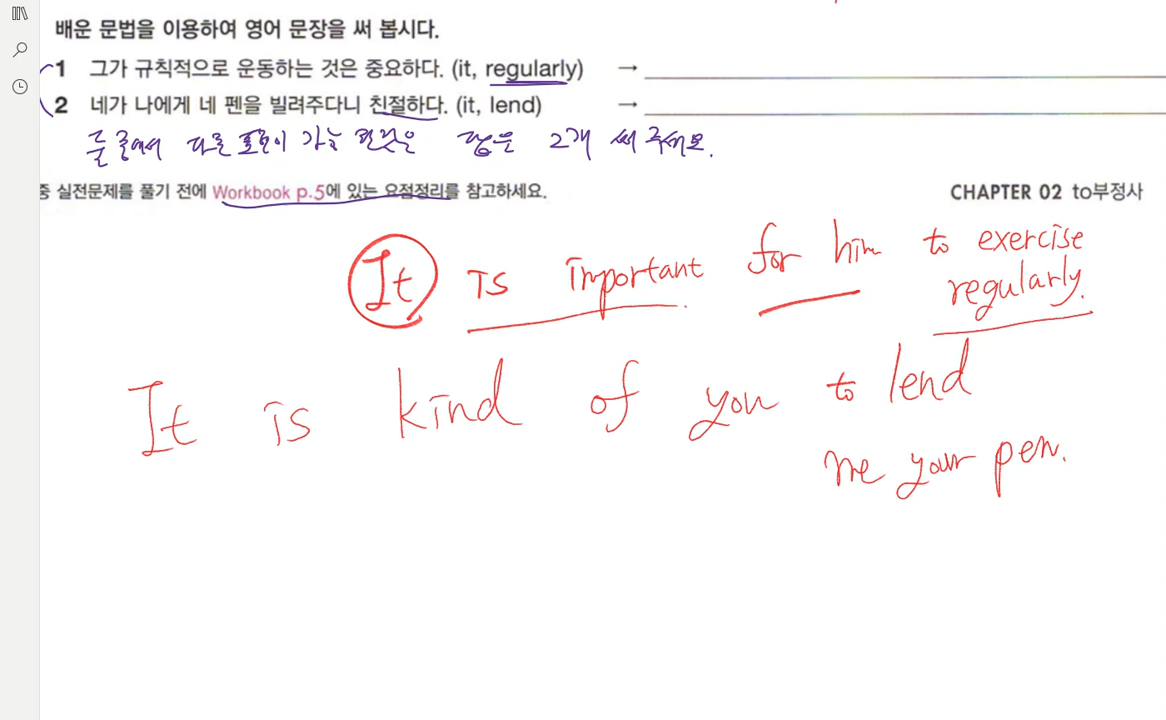 배운 문법을 이용하여 영어 문장을 써 봅시다.
1 그가 규칙적으로 운동하는 것은 중요하다. (it, regularly) →
2 네가 나에게 네 펜을 빌려주다니 친절하다. (it, lend) →
둘 중에서 다른 표현이 가능한 것은 답을 2개 써 주세요.
중 실전문제를 풀기 전에 Workbook p.5에 있는 요점정리를 참고하세요. CHAPTER 02 to부정사
It is important for him to exercise
regularly.
It is kind of you to lend
me your pen.